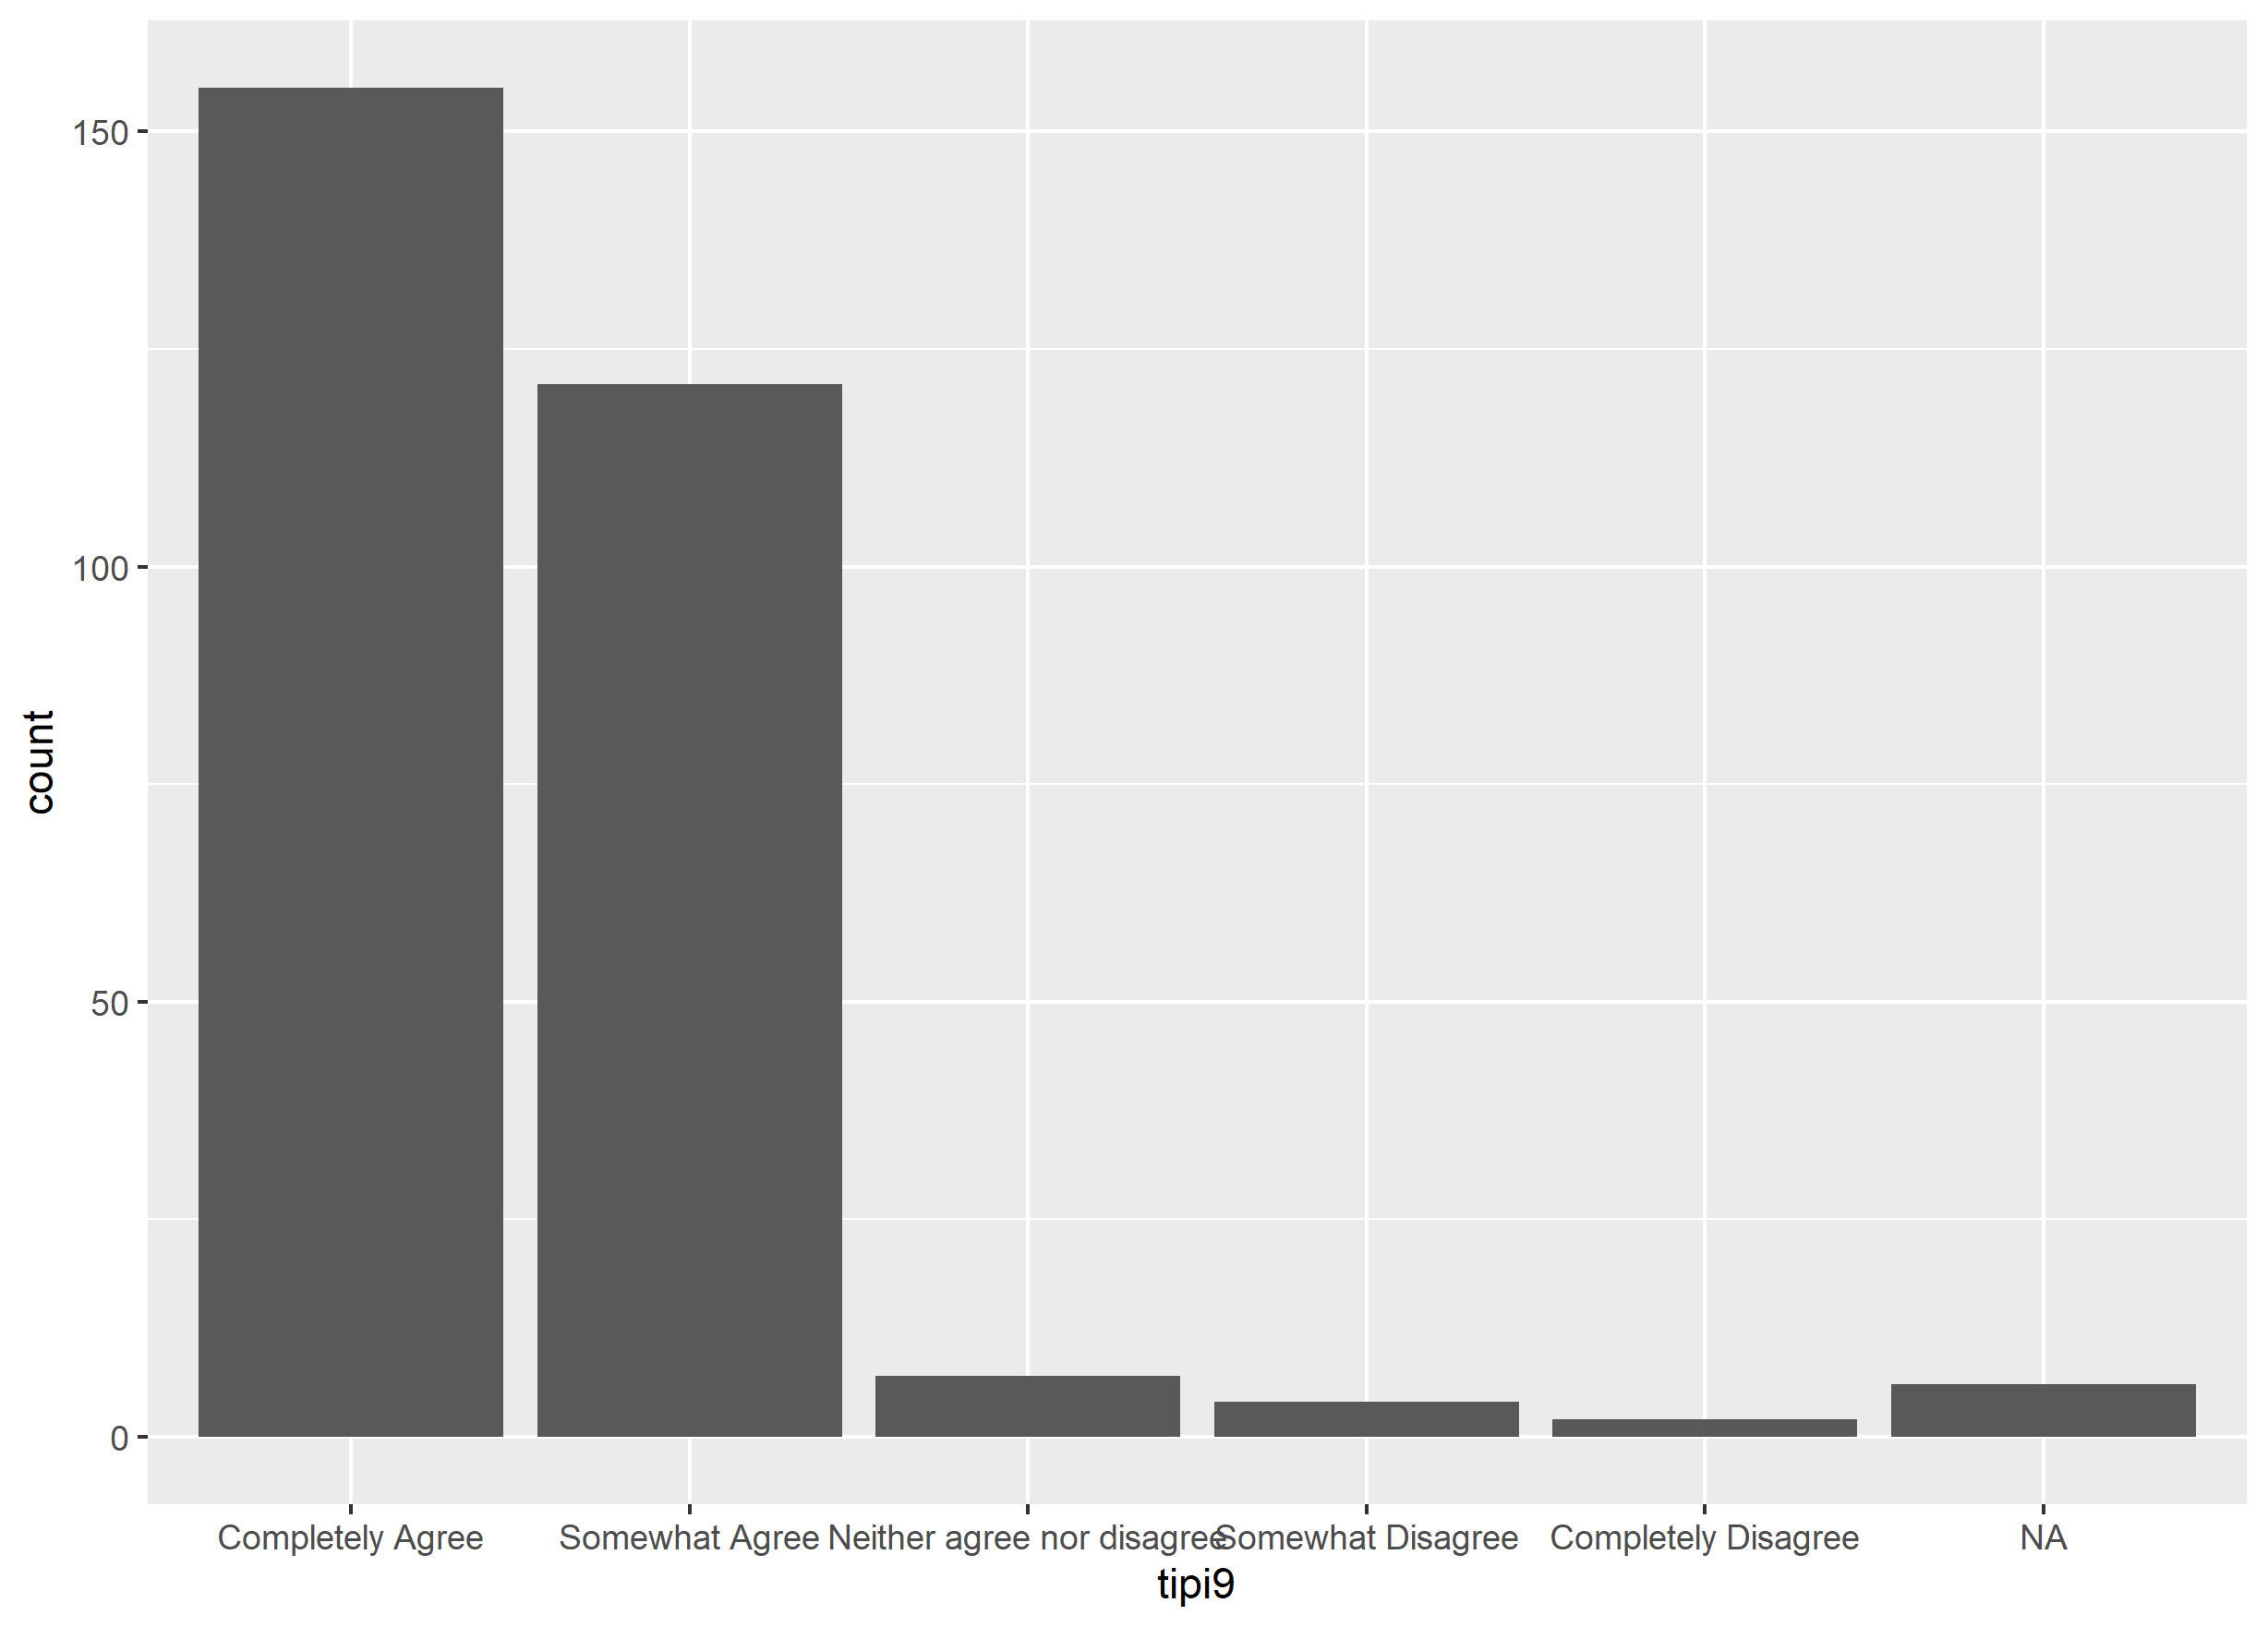 150
100
50
0
count
Completely Agree
Somewhat Agree
Neither agree nor disagree
Somewhat Disagree
Completely Disagree
NA
tipi9